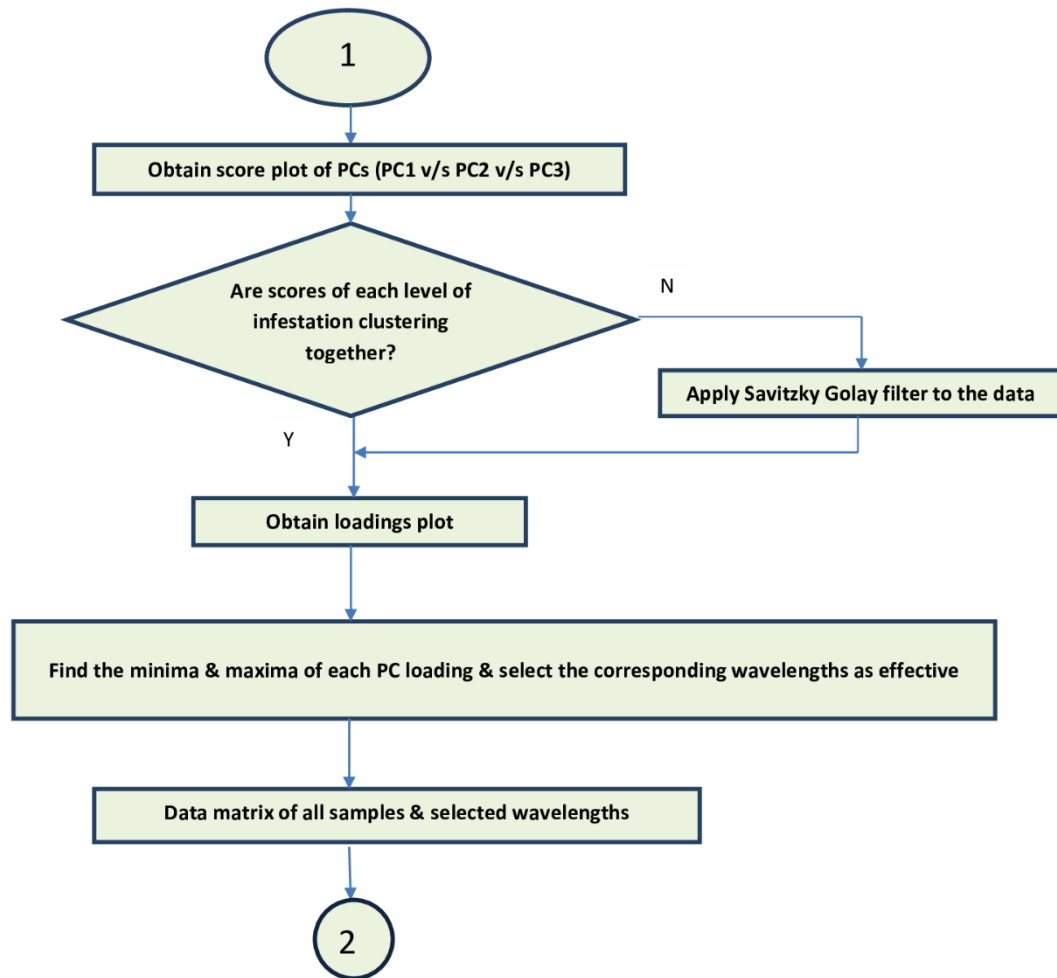 1
Obtain score plot of PCs (PC1 v/s PC2 v/s PC3)
Are scores of each level of
infestation clustering
together?
N
Apply Savitzky Golay filter to the data
Y
Obtain loadings plot
Find the minima & maxima of each PC loading & select the corresponding wavelengths as effective
Data matrix of all samples & selected wavelengths
2